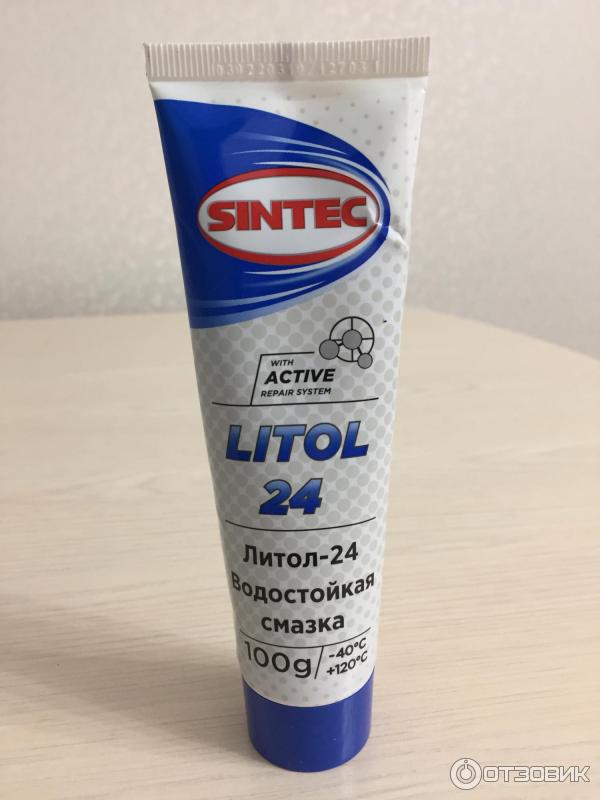 SINTEC
WITH
ACTIVE
REPAIR SYSTEM
LITOL
24
Литол-24
Водостойкая
смазка
100g/ -40°C
+120°C
ОТЗОВИК